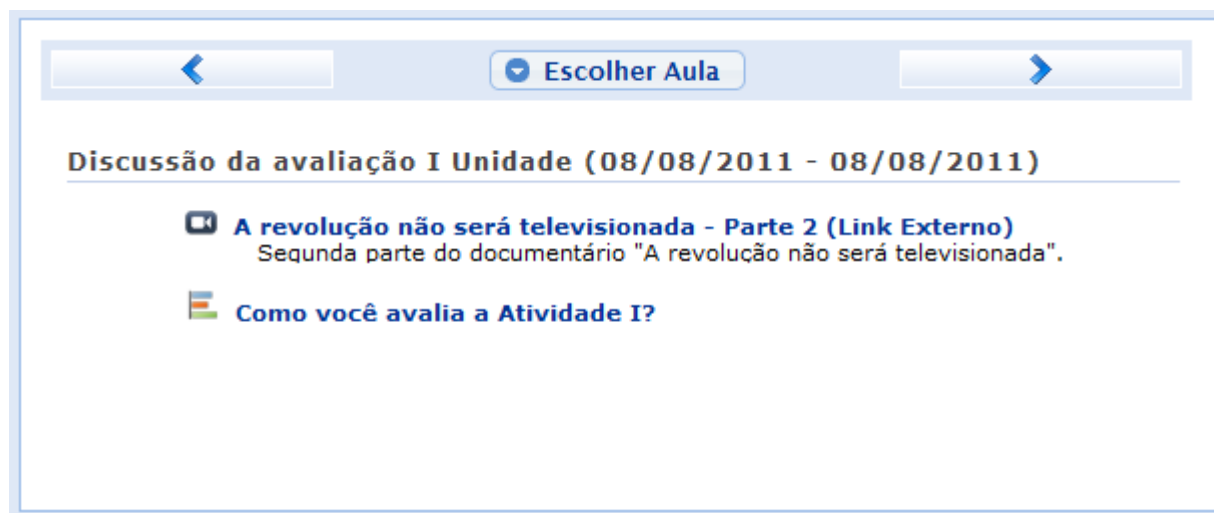 Escolher Aula
Discussão da avaliação I Unidade (08/08/2011 - 08/08/2011)
A revolução não será televisionada - Parte 2 (Link Externo)
Segunda parte do documentário "A revolução não será televisionada".
Como você avalia a Atividade I?